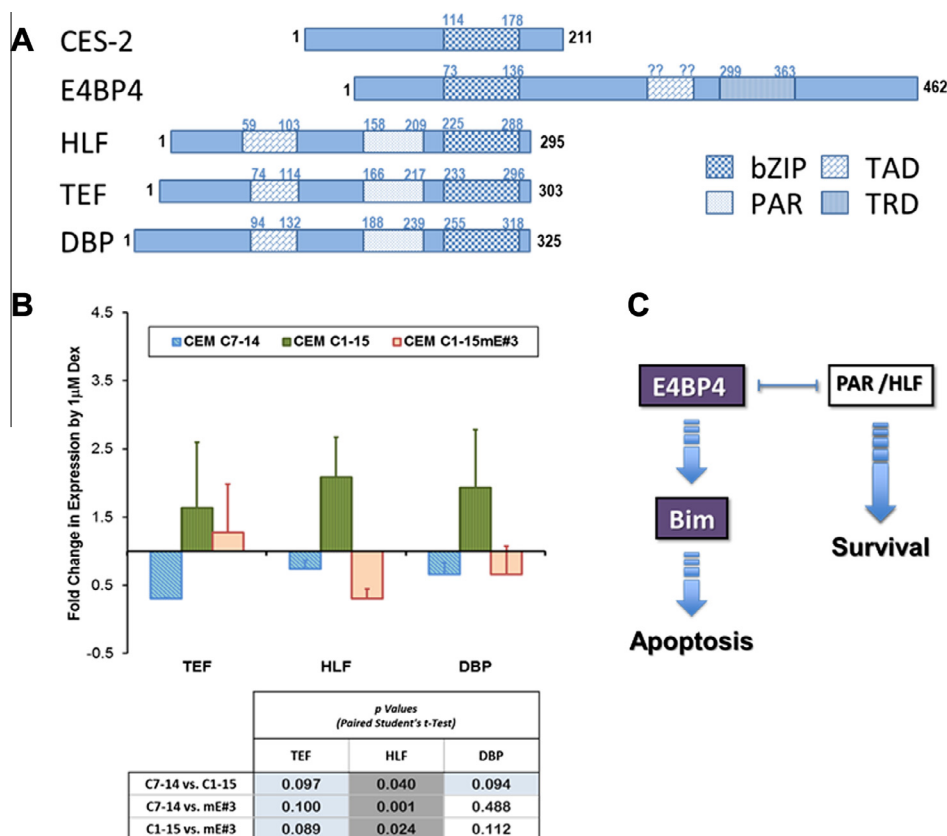 A
CES-2
1
114 178
211
E4BP4
1
73 136 ?? ?? 299 363
462
HLF
1
59 103 158 209 225 288
295
TEF
1
74 114 166 217 233 296
303
DBP
1
94 132 188 239 255 318
325
bZIP TAD
PAR TRD
B
Fold Change in Expression by 1μM Dex
4.5
3.5
2.5
1.5
0.5
-0.5
CEM C7-14 CEM C1-15 CEM C1-15mE#3
TEF HLF DBP
p Values
(Paired Student's t-Test)
TEF HLF DBP
C7-14 vs. C1-15 0.097 0.040 0.094
C7-14 vs. mE#3 0.100 0.001 0.488
C1-15 vs. mE#3 0.089 0.024 0.112
C
E4BP4 PAR /HLF
Bim
Survival
Apoptosis